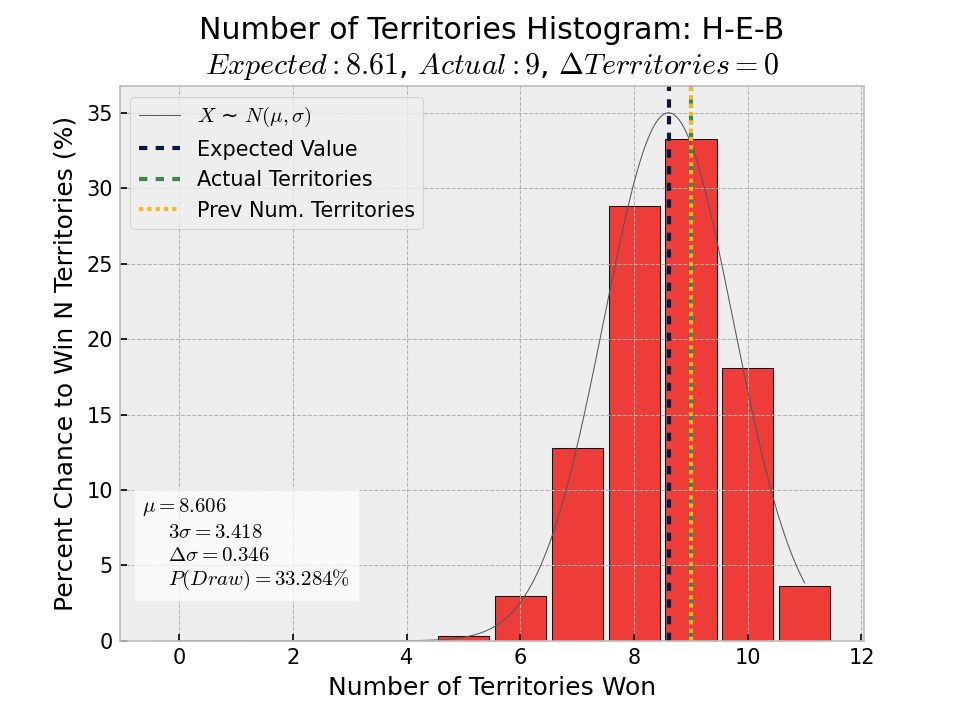 Number of Territories Histogram: H-E-B
Expected : 8.61, Actual : 9, ΔTerritories = 0
Percent Chance to Win N Territories (%)
35
30
25
20
15
10
5
0
X ~ N(μ, σ)
Expected Value
Actual Territories
Prev Num. Territories
μ = 8.606
3σ = 3.418
Δσ = 0.346
P(Draw) = 33.284%
0 2 4 6 8 10 12
Number of Territories Won